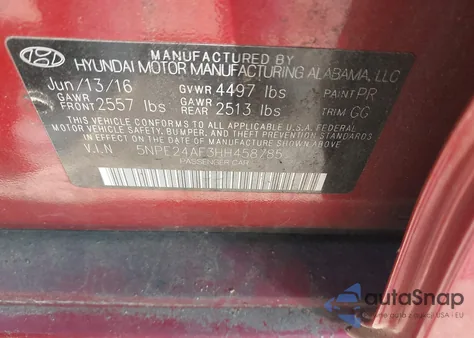 MANUFACTURED BY
HYUNDAI MOTOR MANUFACTURING ALABAMA, LLC
Jun/13/16 GVWR 4497 lbs PAINT PR
GAWR FRONT 2557 lbs GAWR REAR 2513 lbs TRIM GG
THIS VEHICLE CONFORMS TO ALL APPLICABLE U.S.A. FEDERAL
MOTOR VEHICLE SAFETY, BUMPER, AND THEFT PREVENTION STANDARDS
IN EFFECT ON THE DATE OF MANUFACTURE SHOWN ABOVE.
V.I.N 5NPE24AF3HH458785
PASSENGER CAR
autoSnap